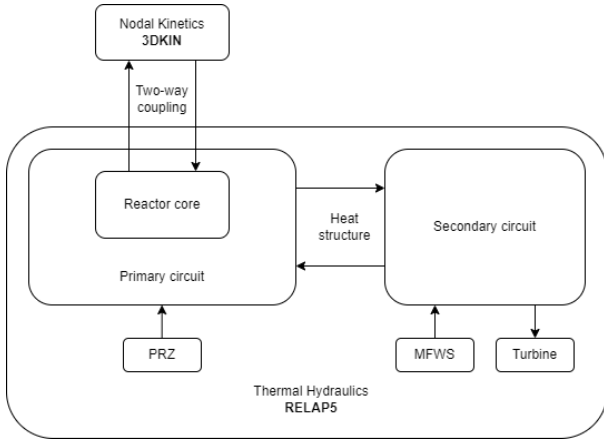 Nodal Kinetics
3DKIN
Two-way
coupling
Reactor core
Primary circuit
Heat
structure
Secondary circuit
PRZ
MFWS
Turbine
Thermal Hydraulics
RELAP5